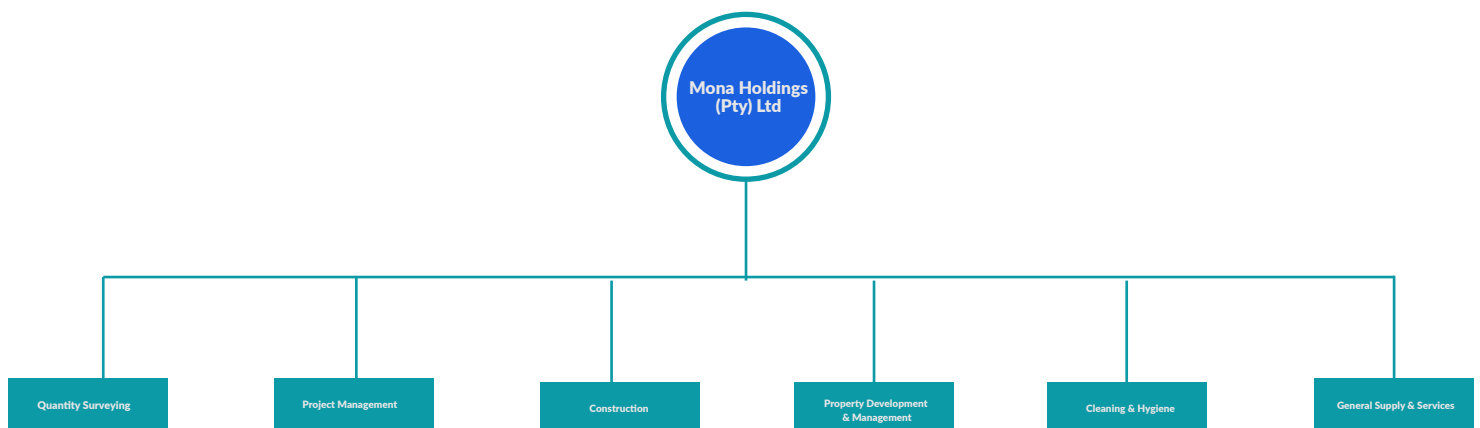 Mona Holdings
(Pty) Ltd
Quantity Surveying
Project Management
Construction
Property Development
& Management
Cleaning & Hygiene
General Supply & Services